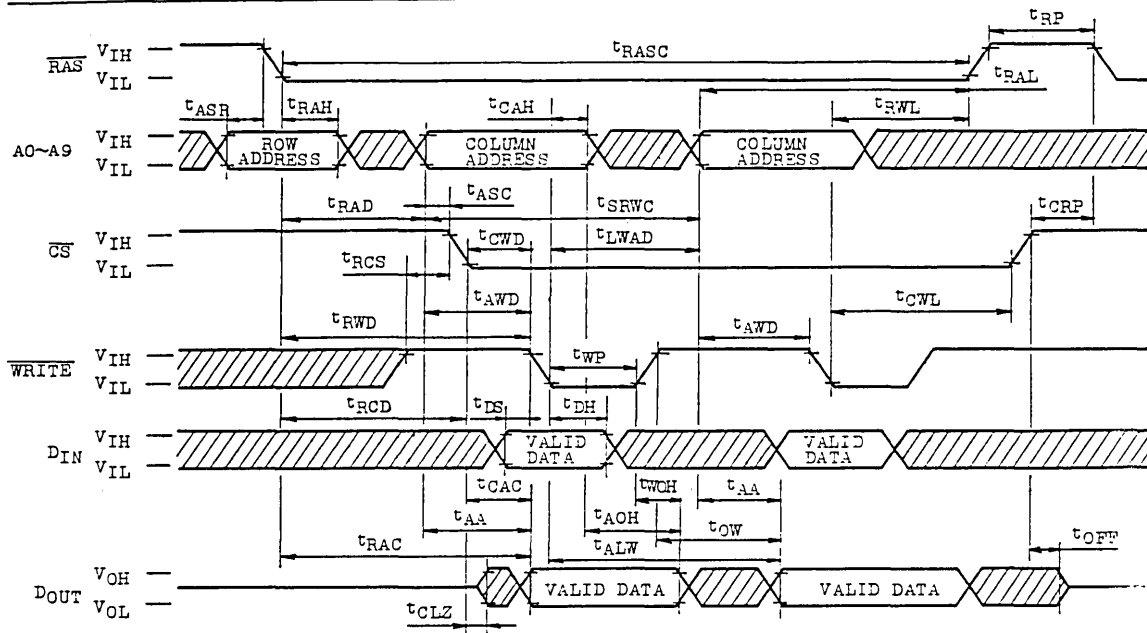 tRP
RAS VIH VIL
tRASC
tRAL
tASR tRAH tCAH tRWL
A0~A9 VIH VIL
ROW ADDRESS
COLUMN ADDRESS
COLUMN ADDRESS
tASC
tRAD tSRWC tCRP
CS VIH VIL
tCWD tLWAD
tRCS
tCWL
tAWD tAWD
tRWD
WRITE VIH VIL
tWP
tRCD tDS tDH
DIN VIH VIL
VALID DATA
VALID DATA
tCAC tWOH tAA
tAA tAOH tOW
tRAC tALW tOFF
DOUT VOH VOL
VALID DATA VALID DATA
tCLZ